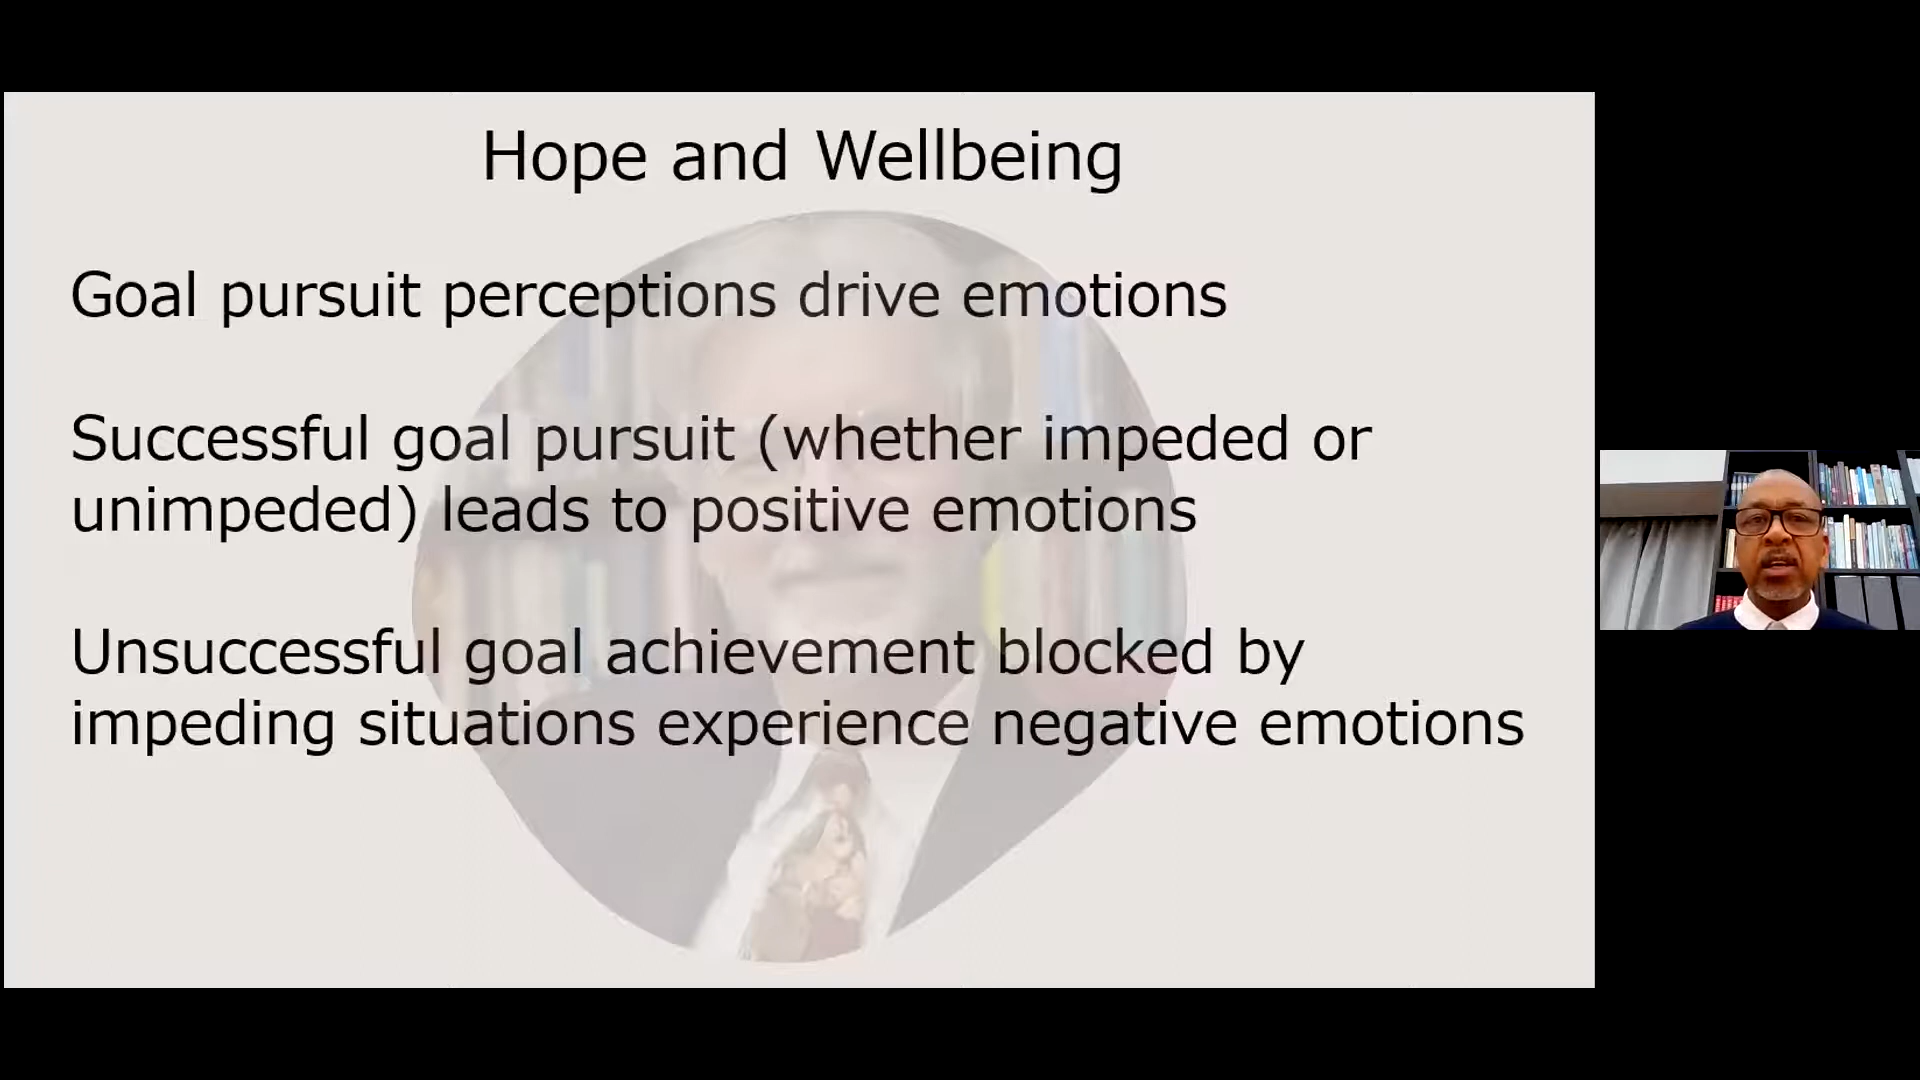 Hope and Wellbeing
Goal pursuit perceptions drive emotions
Successful goal pursuit (whether impeded or
unimpeded) leads to positive emotions
Unsuccessful goal achievement blocked by
impeding situations experience negative emotions